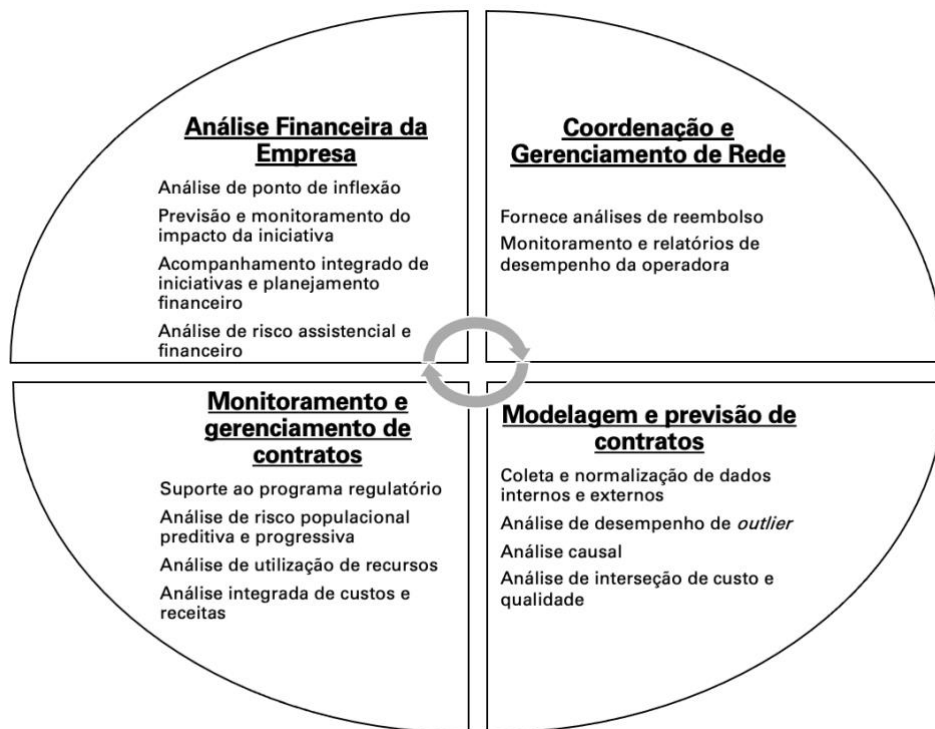 Análise Financeira da
Empresa
Análise de ponto de inflexão
Previsão e monitoramento do
impacto da iniciativa
Acompanhamento integrado de
iniciativas e planejamento
financeiro
Análise de risco assistencial e
financeiro
Coordenação e
Gerenciamento de Rede
Fornece análises de reembolso
Monitoramento e relatórios de
desempenho da operadora
Monitoramento e
gerenciamento de
contratos
Suporte ao programa regulatório
Análise de risco populacional
preditiva e progressiva
Análise de utilização de recursos
Análise integrada de custos e
receitas
Modelagem e previsão de
contratos
Coleta e normalização de dados
internos e externos
Análise de desempenho de outlier
Análise causal
Análise de interseção de custo e
qualidade